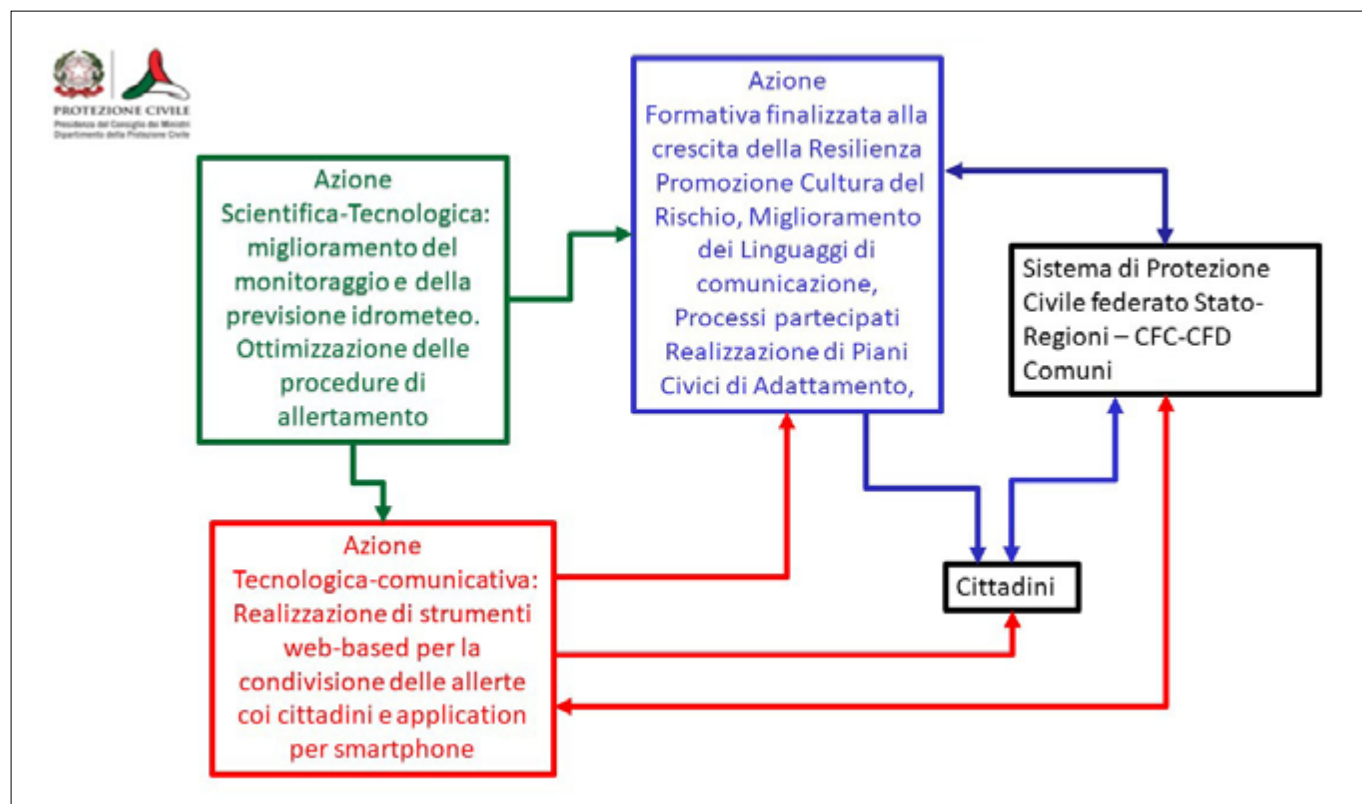 PROTEZIONE CIVILE
Presidenza del Consiglio dei Ministri
Dipartimento della Protezione Civile
Azione
Scientifica-Tecnologica:
miglioramento del
monitoraggio e della
previsione idrometeo.
Ottimizzazione delle
procedure di
allertamento
Azione
Formativa finalizzata alla
crescita della Resilienza
Promozione Cultura del
Rischio, Miglioramento
dei Linguaggi di
comunicazione,
Processi partecipati
Realizzazione di Piani
Civici di Adattamento,
Sistema di Protezione
Civile federato Stato-
Regioni – CFC-CFD
Comuni
Azione
Tecnologica-comunicativa:
Realizzazione di strumenti
web-based per la
condivisione delle allerte
coi cittadini e application
per smartphone
Cittadini